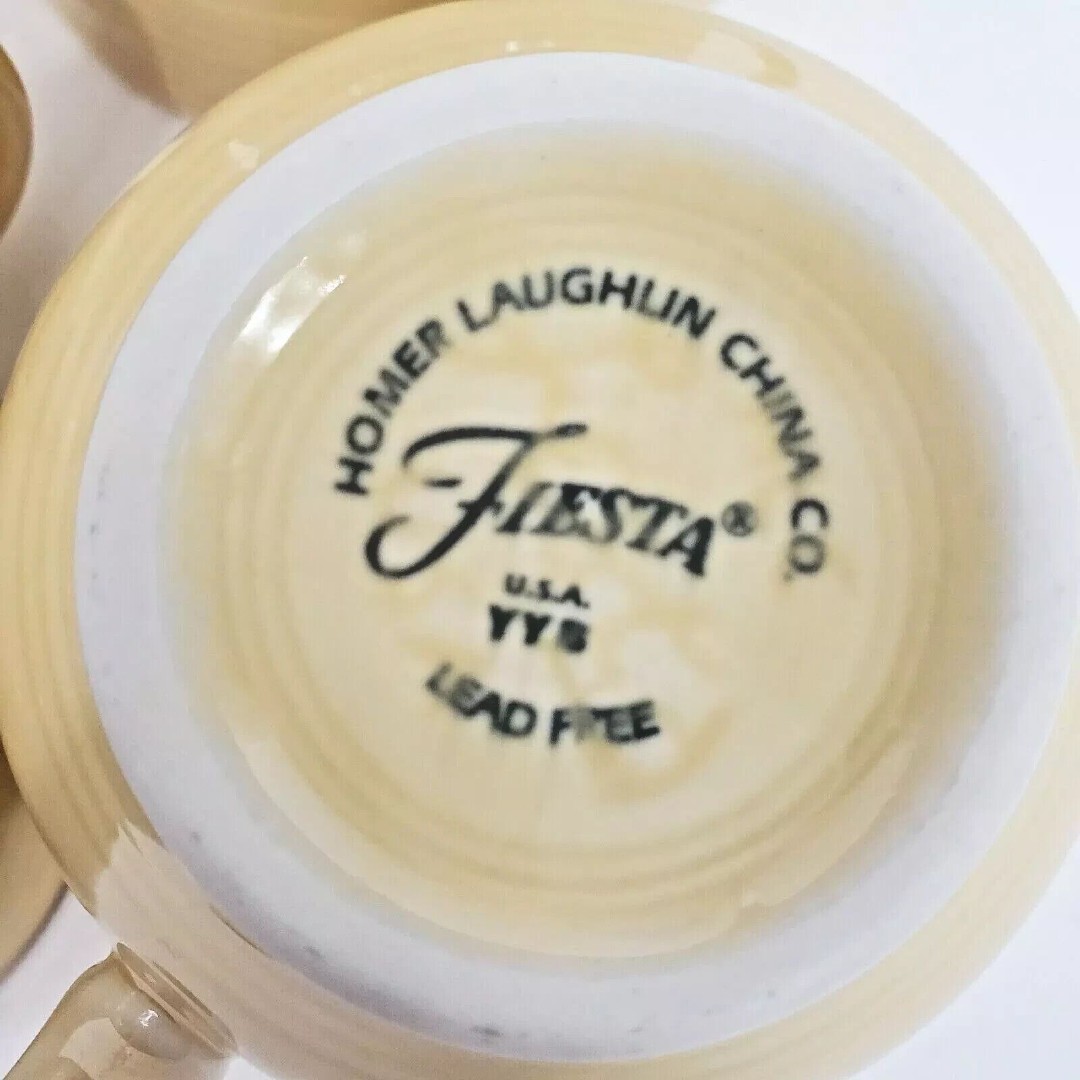 HOMER LAUGHLIN CHINA CO.
FIESTA®
U.S.A.
LEAD FREE